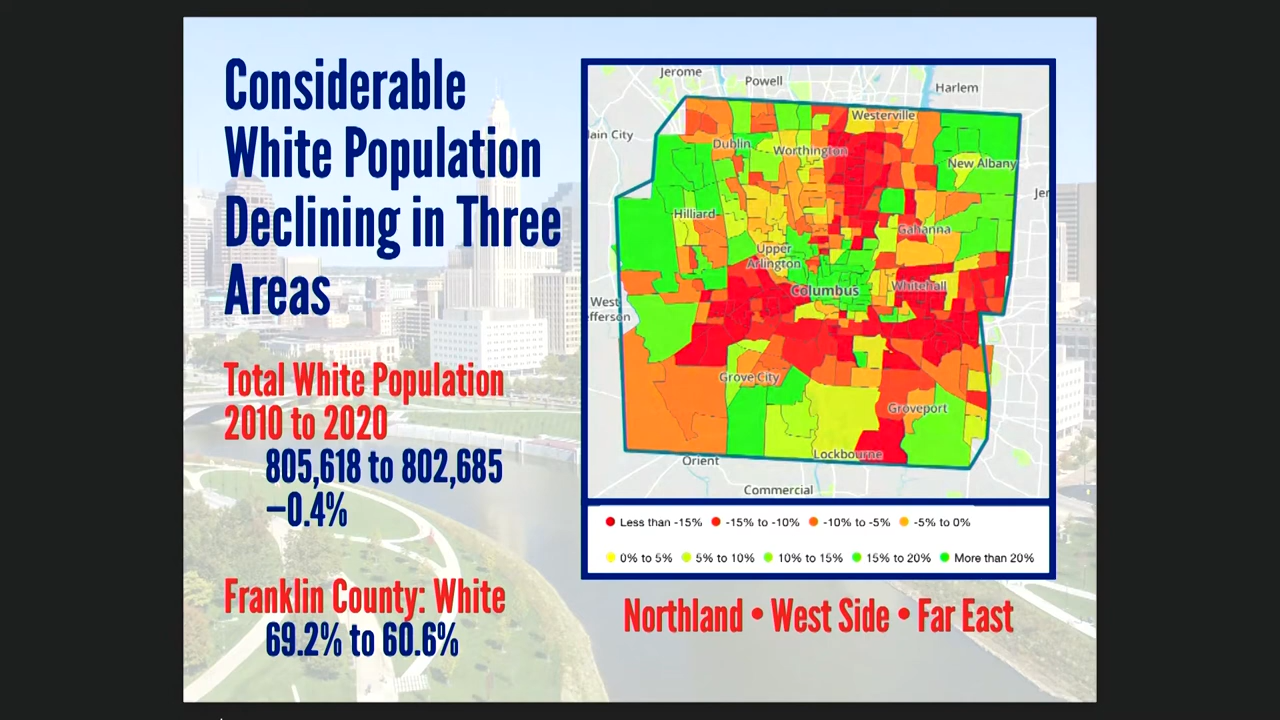 Considerable
White Population
Declining in Three
Areas
Total White Population
2010 to 2020
805,618 to 802,685
–0.4%
Franklin County: White
69.2% to 60.6%
Jerome
Powell
Harlem
Westerville
lain City
Dublin
Worthington
New Albany
Jer
Hilliard
Gahanna
Upper
Arlington
Columbus
Whitehall
West
efferson
Grove City
Groveport
Orient
Lockbourne
Commercial
Less than -15% -15% to -10% -10% to -5% -5% to 0%
0% to 5% 5% to 10% 10% to 15% 15% to 20% More than 20%
Northland • West Side • Far East